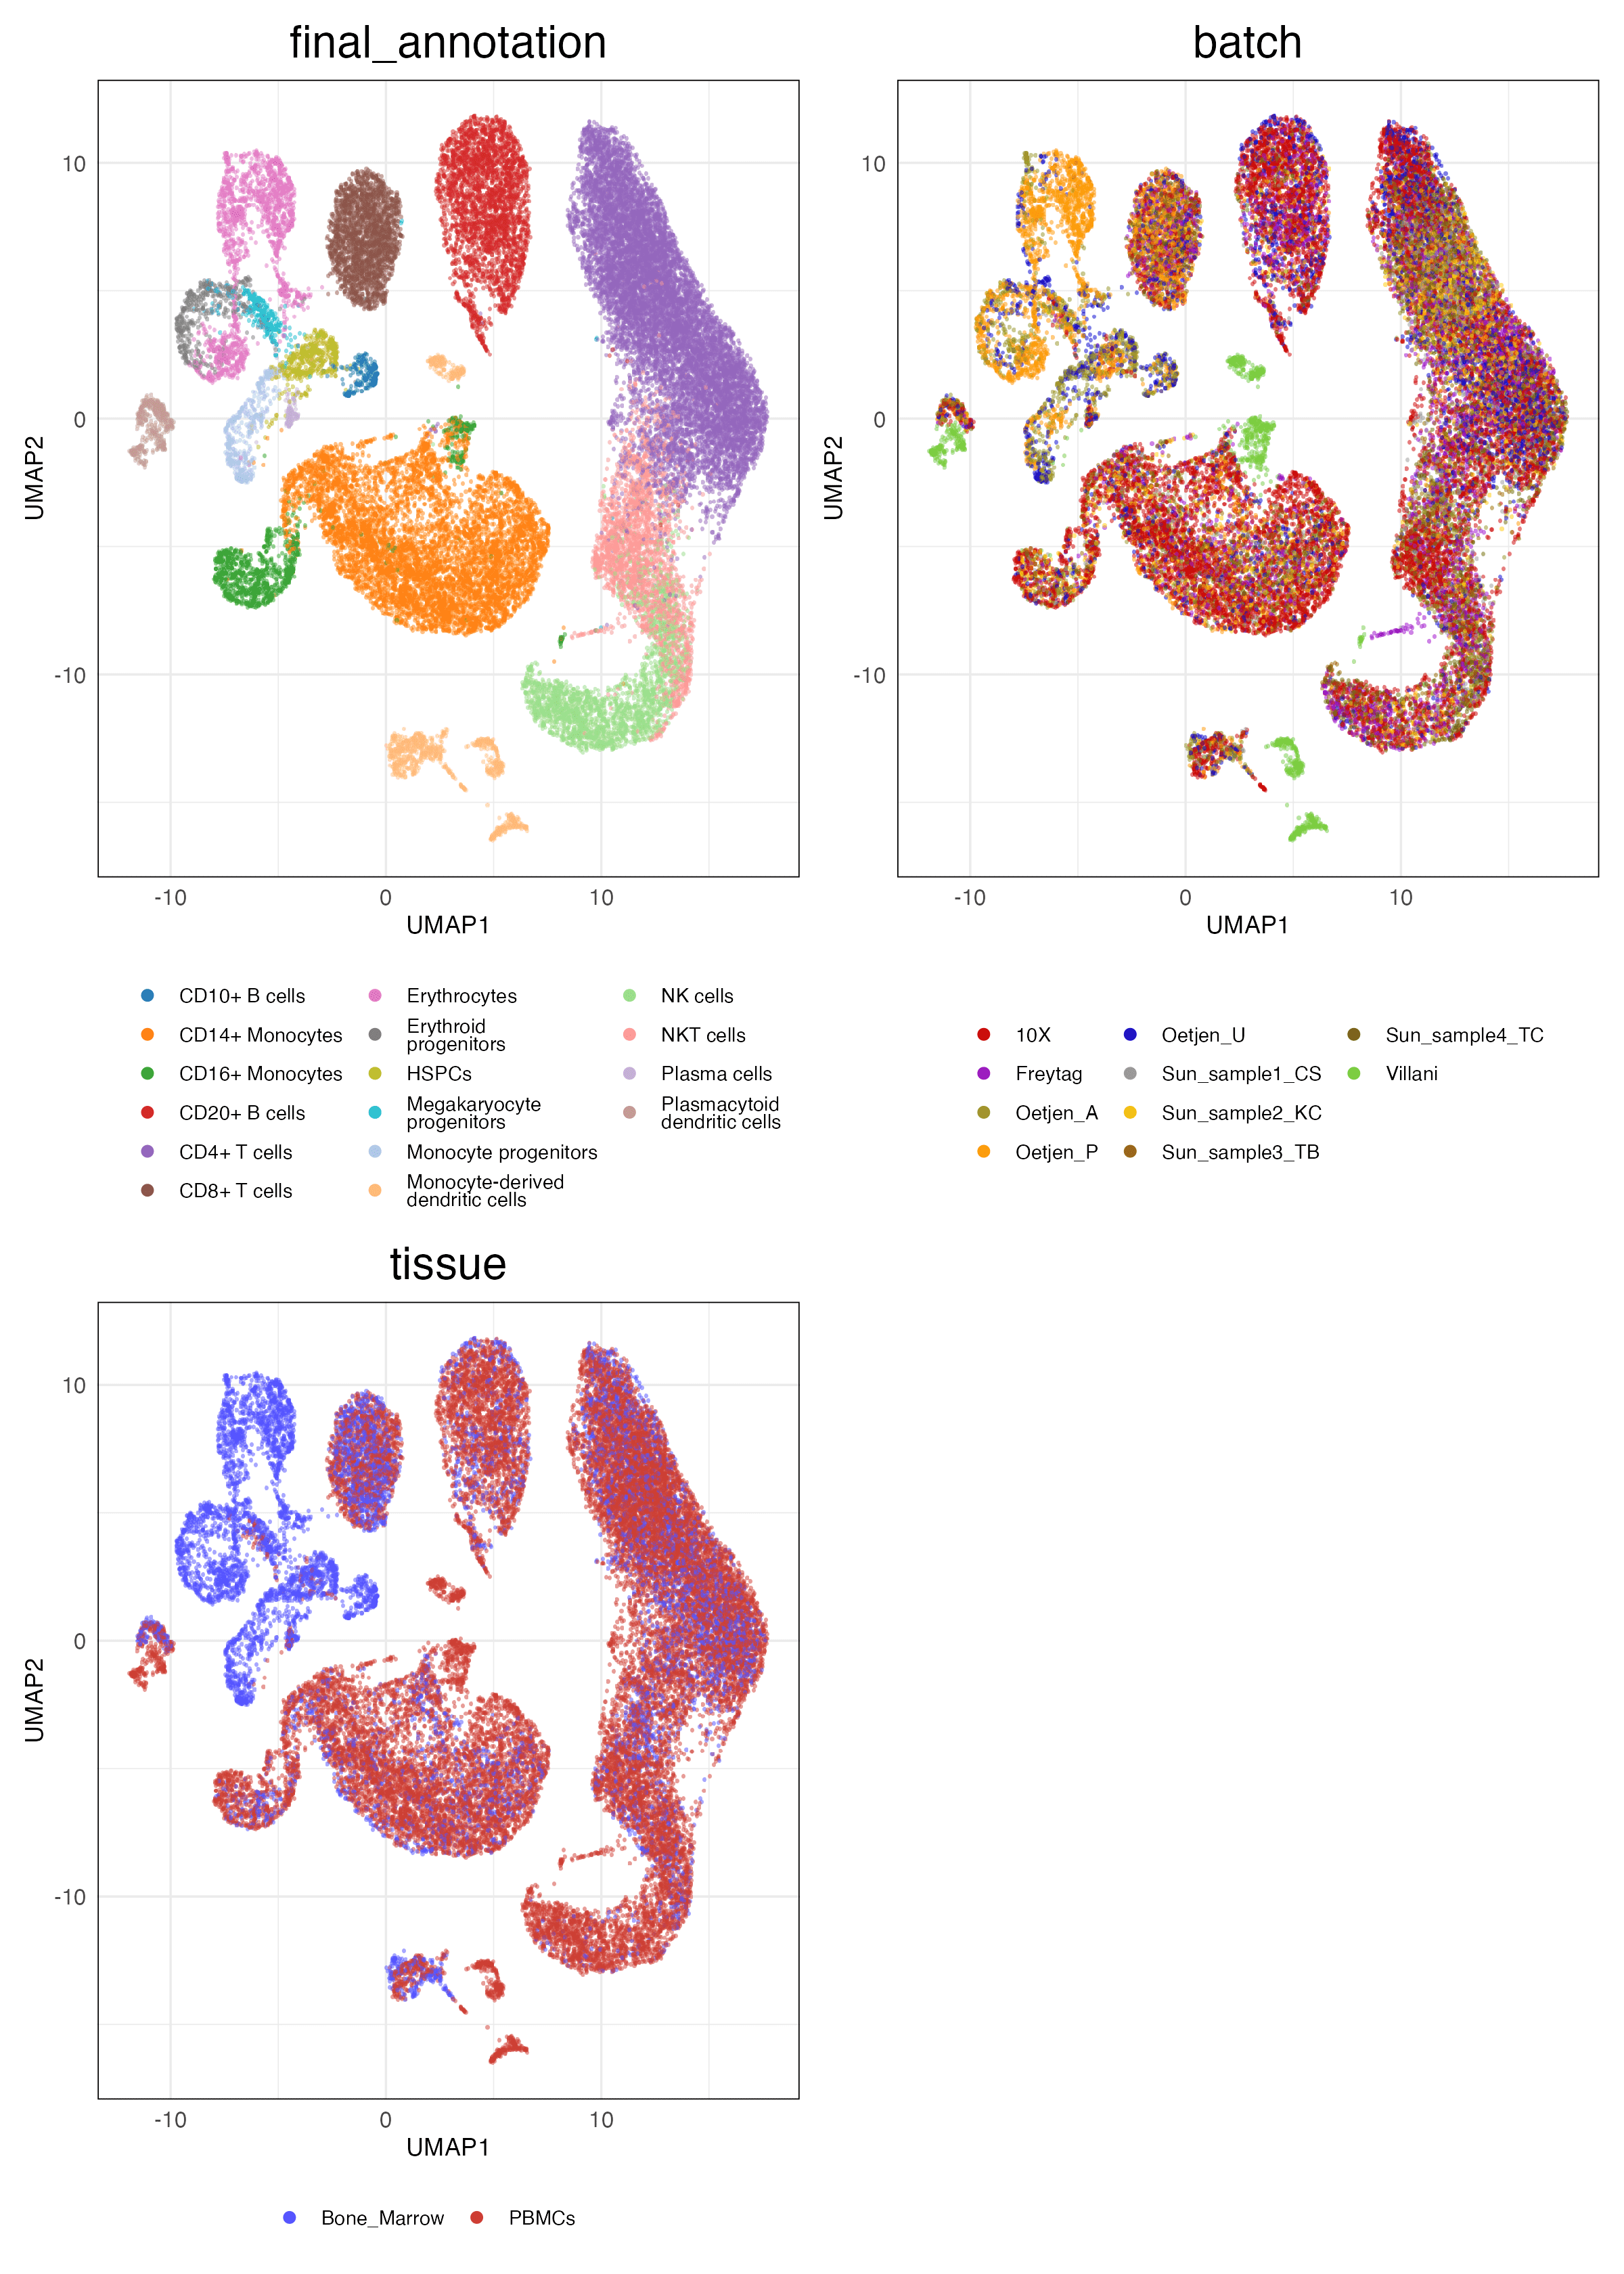 final_annotation
batch
10
0
-10
UMAP2
-10
0
10
UMAP1
10
0
-10
UMAP2
-10
0
10
UMAP1
CD10+ B cells
CD14+ Monocytes
CD16+ Monocytes
CD20+ B cells
CD4+ T cells
CD8+ T cells
Erythrocytes
Erythroid
progenitors
HSPCs
Megakaryocyte
progenitors
Monocyte progenitors
Monocyte-derived
dendritic cells
NK cells
NKT cells
Plasma cells
Plasmacytoid
dendritic cells
10X
Freytag
Oetjen_A
Oetjen_P
Oetjen_U
Sun_sample1_CS
Sun_sample2_KC
Sun_sample3_TB
Sun_sample4_TC
Villani
tissue
10
0
-10
UMAP2
-10
0
10
UMAP1
Bone_Marrow
PBMCs